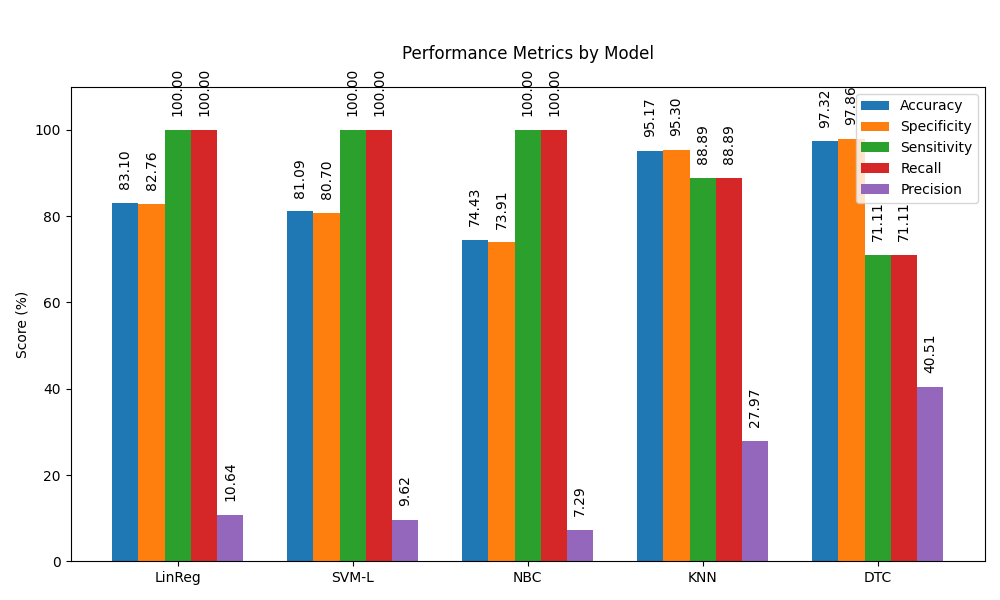 Performance Metrics by Model
Score (%)
100
80
60
40
20
0
83.10
82.76
100.00
100.00
10.64
81.09
80.70
100.00
100.00
9.62
74.43
73.91
100.00
100.00
7.29
95.17
95.30
88.89
88.89
27.97
97.32
97.86
71.11
71.11
40.51
Accuracy
Specificity
Sensitivity
Recall
Precision
LinReg
SVM-L
NBC
KNN
DTC